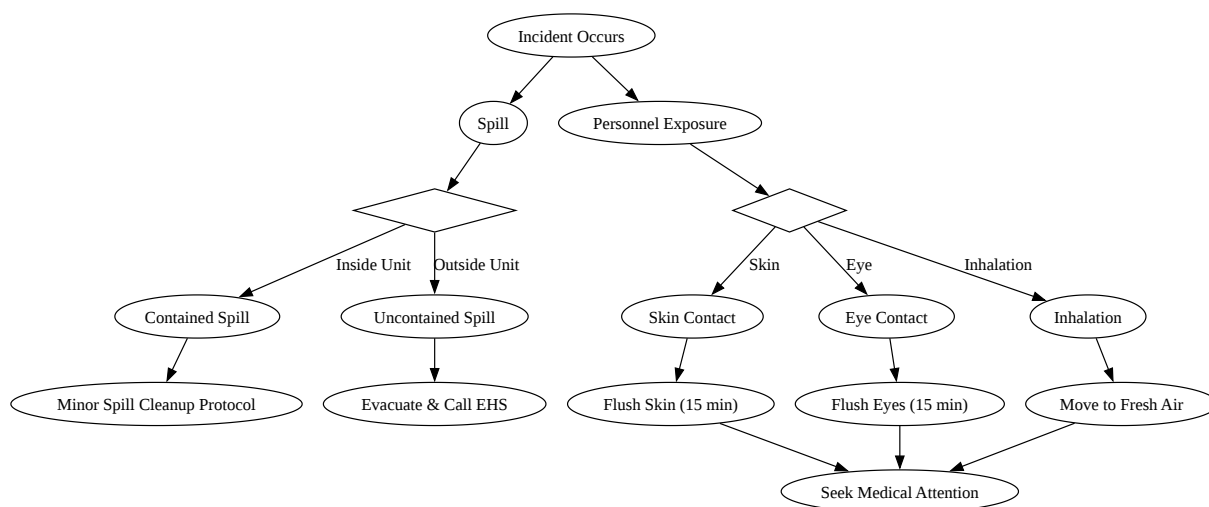 Incident Occurs
Spill
Personnel Exposure
Inside Unit
Outside Unit
Skin
Eye
Inhalation
Contained Spill
Uncontained Spill
Skin Contact
Eye Contact
Inhalation
Minor Spill Cleanup Protocol
Evacuate & Call EHS
Flush Skin (15 min)
Flush Eyes (15 min)
Move to Fresh Air
Seek Medical Attention